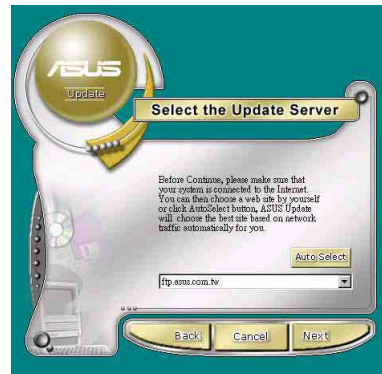 ASUS
Update
Select the Update Server
Before Continue, please make sure that
your system is connected to the Internet.
You can then choose a web site by yourself
or click AutoSelect button, ASUS Update
will choose the best site based on network
traffic automatically for you.
Auto Select
ftp.asus.com.tw
Back
Cancel
Next